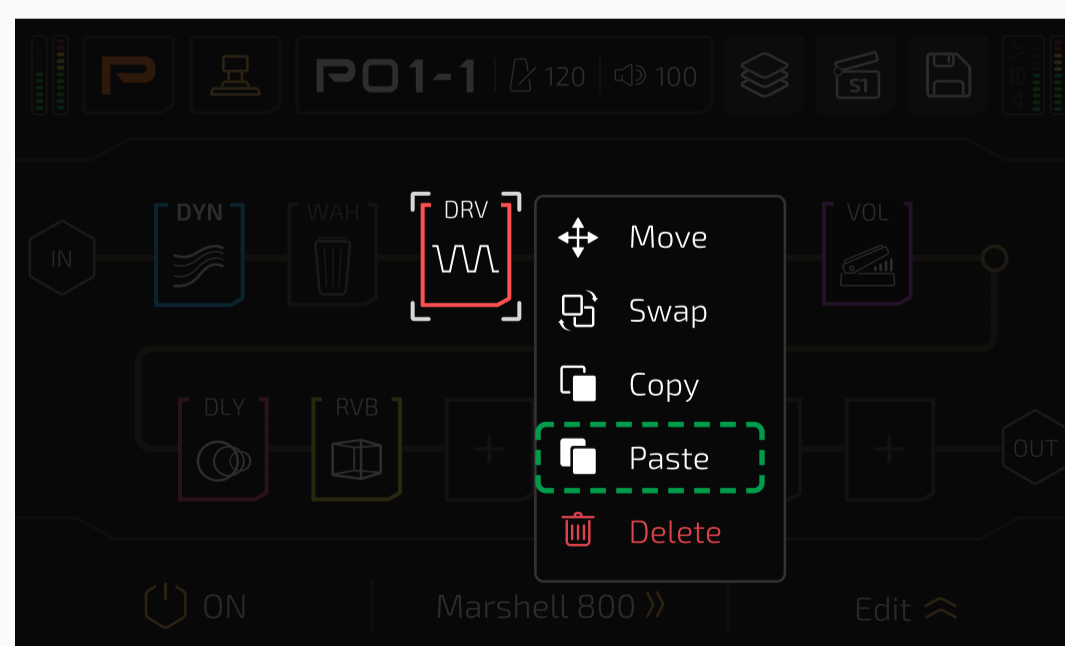 P01-1 120 100 S1 48 V
IN DYN WAH DRV VOL
Move
Swap
Copy
Paste
Delete
DLY RVB + + OUT
ON Marshell 800 Edit